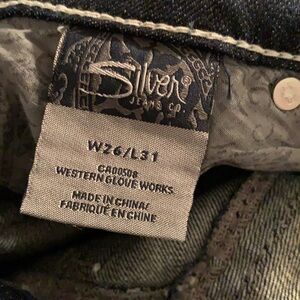 Silver®
JEANS CO.
W26/L31
CA00508
WESTERN GLOVE WORKS
MADE IN CHINA/
FABRIQUÉ EN CHINE